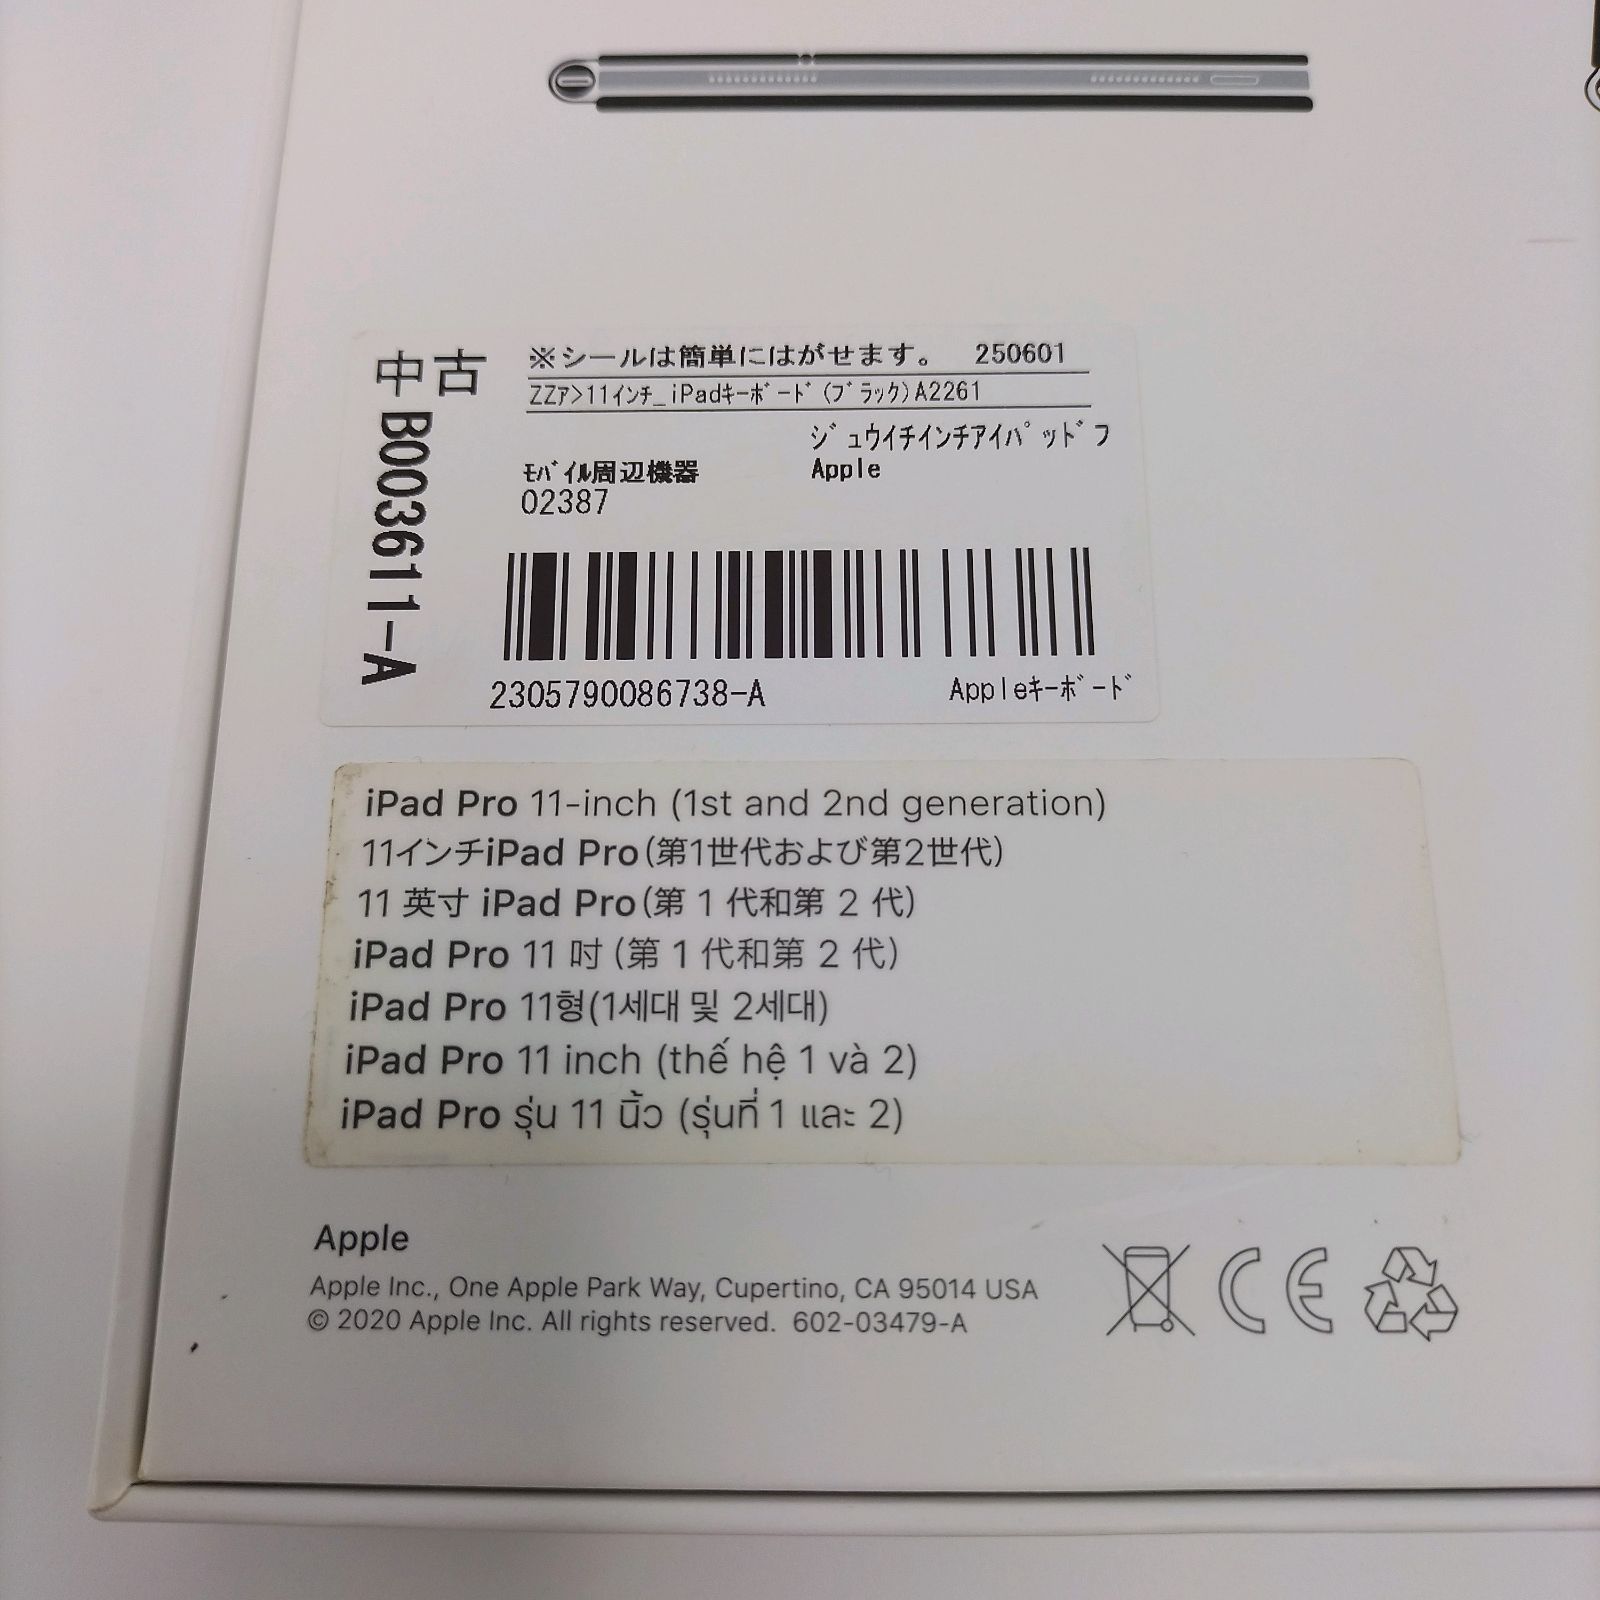 中古
B003611-A
※シールは簡単にはがせます。 250601
ZZｱ>11ｲﾝﾁ_iPadｷｰﾎﾞｰﾄﾞ(ﾌﾞﾗｯｸ)A2261
ｼﾞｭｳｲﾁｲﾝﾁｱｲﾊﾟｯﾄﾞﾌ
ﾓﾊﾞｲﾙ周辺機器 Apple
02387
2305790086738-A Appleｷｰﾎﾞｰﾄﾞ
iPad Pro 11-inch (1st and 2nd generation)
11インチiPad Pro(第1世代および第2世代)
11 英寸 iPad Pro(第 1 代和第 2 代)
iPad Pro 11 吋 (第 1 代和第 2 代)
iPad Pro 11형(1세대 및 2세대)
iPad Pro 11 inch (thế hệ 1 và 2)
iPad Pro รุ่น 11 นิ้ว (รุ่นที่ 1 และ 2)
Apple
Apple Inc., One Apple Park Way, Cupertino, CA 95014 USA
© 2020 Apple Inc. All rights reserved. 602-03479-A
CE